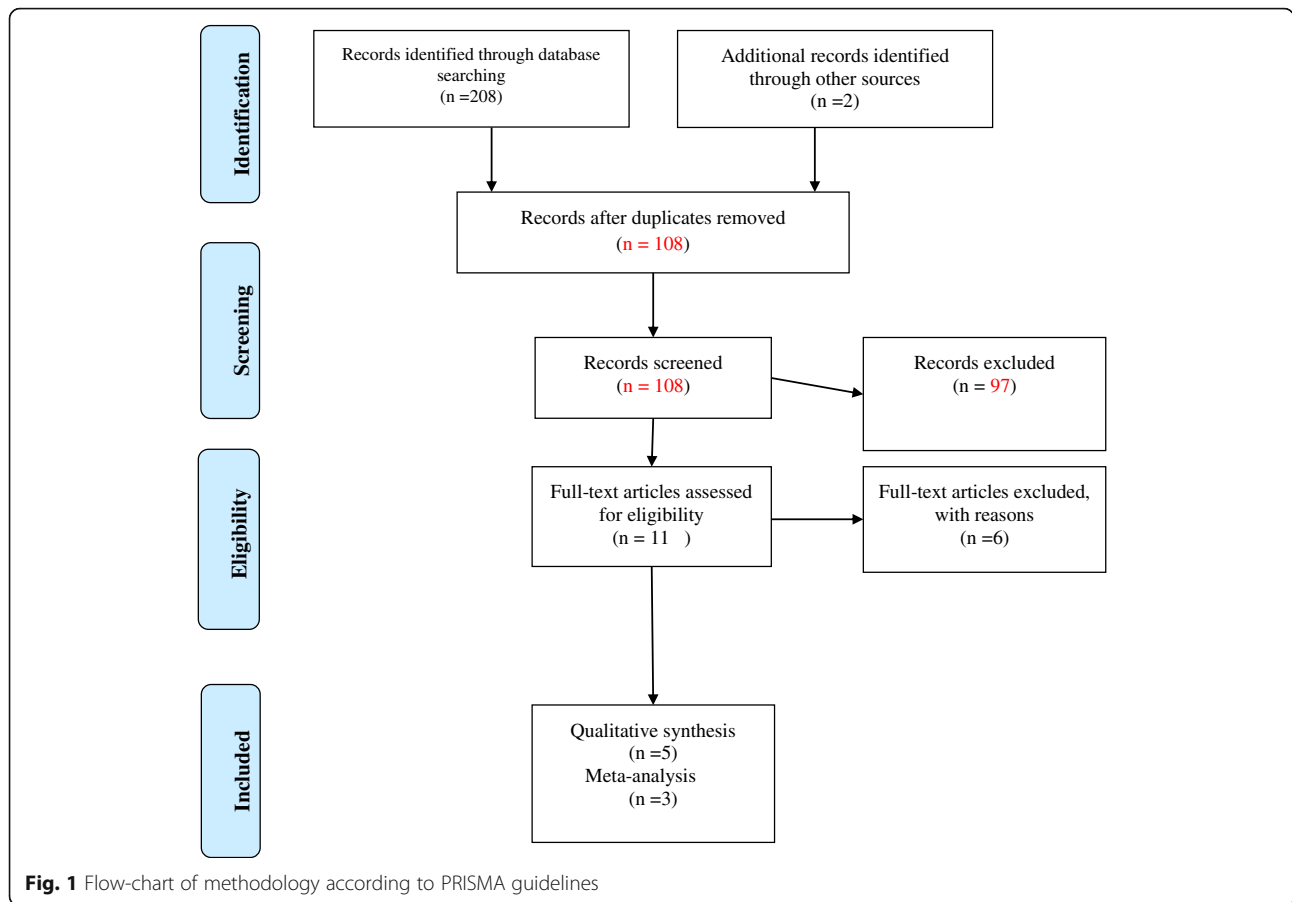 Identification
Records identified through database
searching
(n =208)
Additional records identified
through other sources
(n =2)
Records after duplicates removed
(n = 108)
Screening
Records screened
(n = 108)
Records excluded
(n = 97)
Eligibility
Full-text articles assessed
for eligibility
(n = 11 )
Full-text articles excluded,
with reasons
(n =6)
Included
Qualitative synthesis
(n =5)
Meta-analysis
(n =3)
Fig. 1 Flow-chart of methodology according to PRISMA guidelines